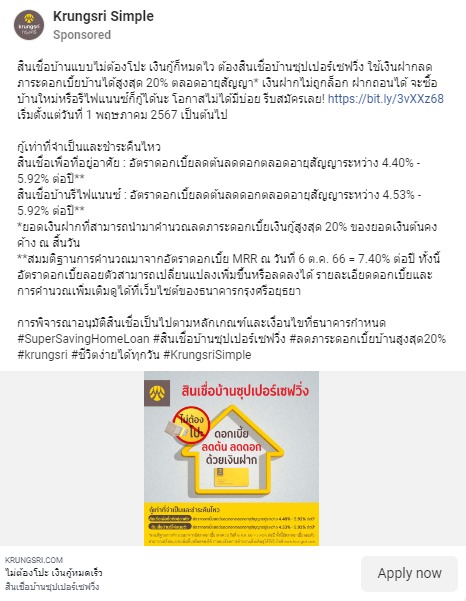 Krungsri Simple
Sponsored
krungsri
กรุงศรี
สินเชื่อบ้านแบบไม่ต้องโปะ เงินกู้ก็หมดไว ต้องสินเชื่อบ้านซุปเปอร์เซฟวิ่ง ใช้เงินฝากลด
ภาระดอกเบี้ยบ้านได้สูงสุด 20% ตลอดอายุสัญญา* เงินฝากไม่ถูกล็อก ฝากถอนได้ จะซื้อ
บ้านใหม่หรือรีไฟแนนซ์ก็กู้ได้นะ โอกาสไม่ได้มีบ่อย รีบสมัครเลย! https://bit.ly/3vXXz68
เริ่มตั้งแต่วันที่ 1 พฤษภาคม 2567 เป็นต้นไป
กู้เท่าที่จำเป็นและชำระคืนไหว
สินเชื่อเพื่อที่อยู่อาศัย : อัตราดอกเบี้ยลดต้นลดดอกตลอดอายุสัญญาระหว่าง 4.40% -
5.92% ต่อปี**
สินเชื่อบ้านรีไฟแนนซ์ : อัตราดอกเบี้ยลดต้นลดดอกตลอดอายุสัญญาระหว่าง 4.53% -
5.92% ต่อปี**
*ยอดเงินฝากที่สามารถนำมาคำนวณลดภาระดอกเบี้ยเงินกู้สูงสุด 20% ของยอดเงินต้นคง
ค้าง ณ สิ้นวัน
**สมมติฐานการคำนวณมาจากอัตราดอกเบี้ย MRR ณ วันที่ 6 ต.ค. 66 = 7.40% ต่อปี ทั้งนี้
อัตราดอกเบี้ยลอยตัวสามารถเปลี่ยนแปลงเพิ่มขึ้นหรือลดลงได้ รายละเอียดดอกเบี้ยและ
การคำนวณเพิ่มเติมดูได้ที่เว็บไซต์ของธนาคารกรุงศรีอยุธยา
การพิจารณาอนุมัติสินเชื่อเป็นไปตามหลักเกณฑ์และเงื่อนไขที่ธนาคารกำหนด
#SuperSavingHomeLoan #สินเชื่อบ้านซุปเปอร์เซฟวิ่ง #ลดภาระดอกเบี้ยบ้านสูงสุด20%
#krungsri #ชีวิตง่ายได้ทุกวัน #KrungsriSimple
สินเชื่อบ้านซุปเปอร์เซฟวิ่ง
ไม่ต้อง
โปะ
ดอกเบี้ย
ลดต้น ลดดอก
ด้วยเงินฝาก
กู้เท่าที่จำเป็นและชำระคืนไหว
KRUNGSRI.COM
ไม่ต้องโปะ เงินกู้หมดเร็ว
สินเชื่อบ้านซุปเปอร์เซฟวิ่ง
Apply now